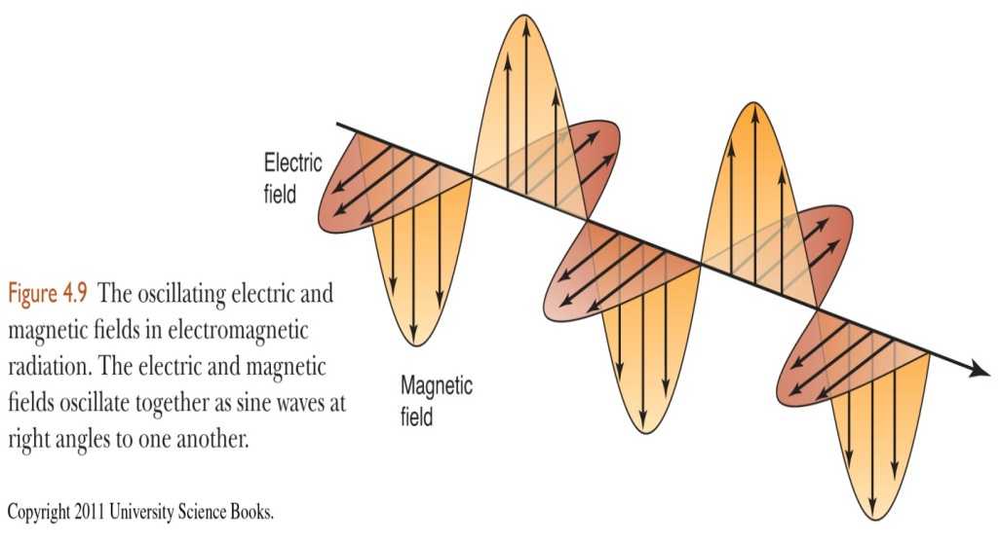 Electric
field
Figure 4.9 The oscillating electric and
magnetic fields in electromagnetic
radiation. The electric and magnetic
fields oscillate together as sine waves at
right angles to one another.
Magnetic
field
Copyright 2011 University Science Books.